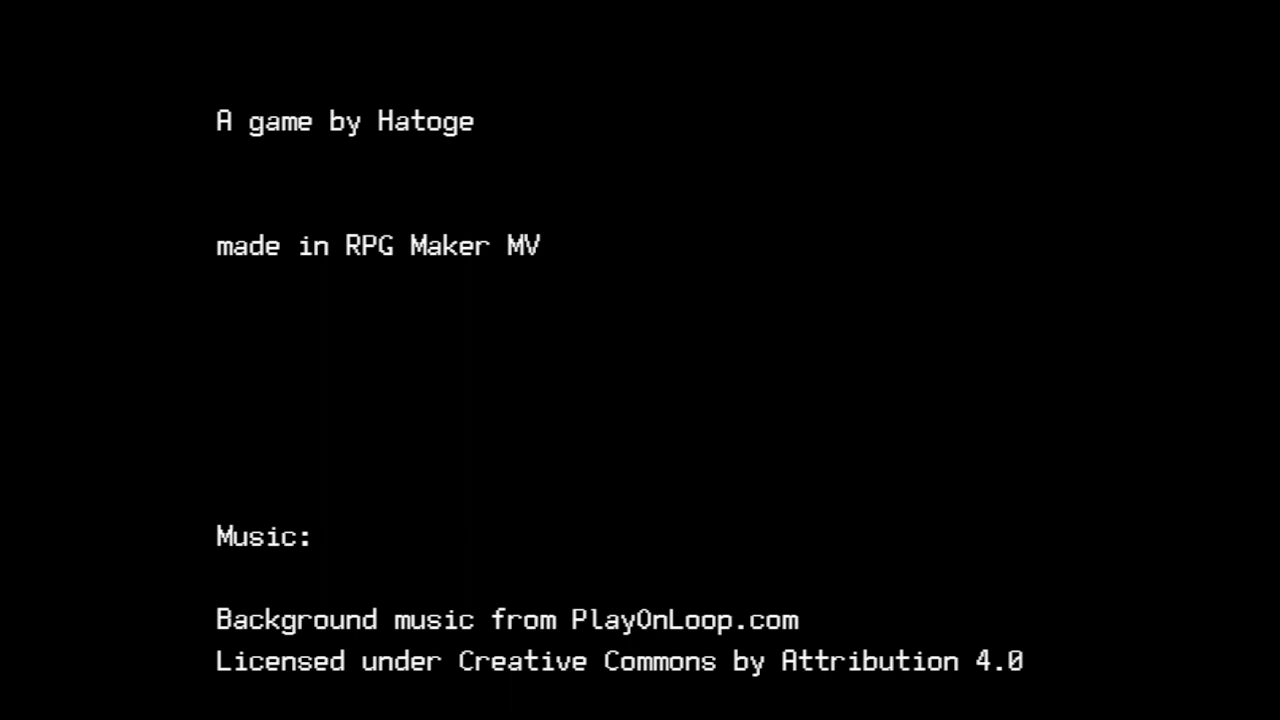 A game by Hatoge
made in RPG Maker MV
Music:
Background music from PlayOnLoop.com
Licensed under Creative Commons by Attribution 4.0